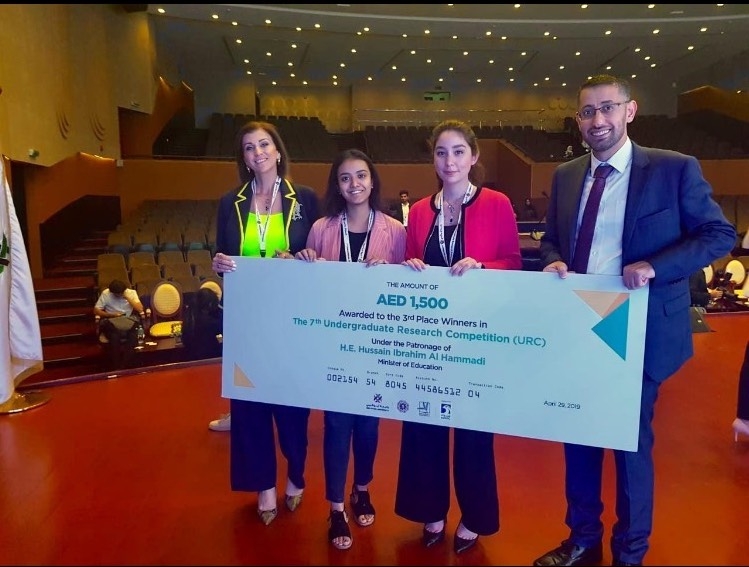 THE AMOUNT OF
AED 1,500
Awarded to the 3rd Place Winners in
The 7th Undergraduate Research Competition (URC)
Under the Patronage of
H.E. Hussain Ibrahim Al Hammadi
Minister of Education
002154 54 8045 44586512 04
April 29, 2019